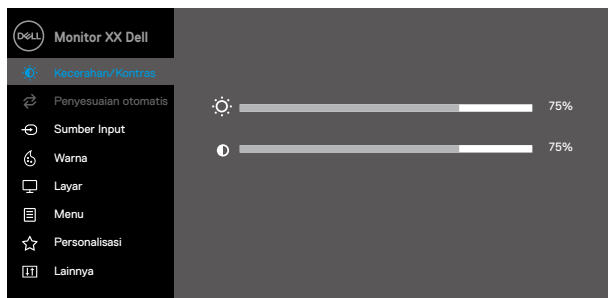 DELL Monitor XX Dell
Kecerahan/Kontras
Penyesuaian otomatis
75%
Sumber Input
75%
Warna
Layar
Menu
Personalisasi
Lainnya